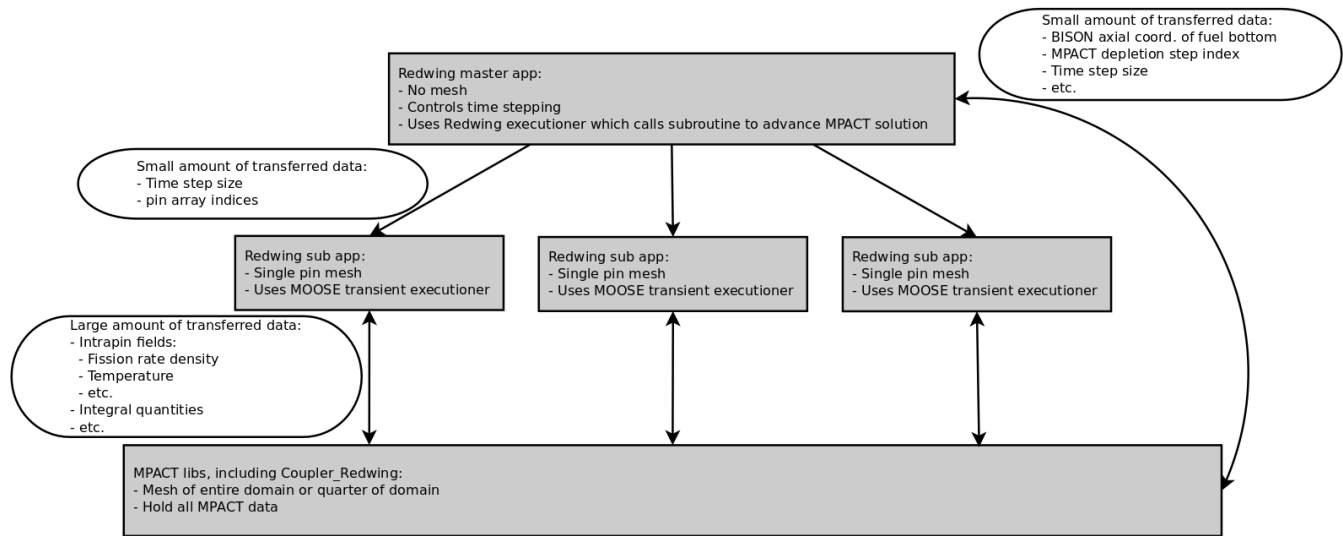 Small amount of transferred data:
- BISON axial coord. of fuel bottom
- MPACT depletion step index
- Time step size
- etc.
Redwing master app:
- No mesh
- Controls time stepping
- Uses Redwing executioner which calls subroutine to advance MPACT solution
Small amount of transferred data:
- Time step size
- pin array indices
Redwing sub app:
- Single pin mesh
- Uses MOOSE transient executioner
Redwing sub app:
- Single pin mesh
- Uses MOOSE transient executioner
Redwing sub app:
- Single pin mesh
- Uses MOOSE transient executioner
Large amount of transferred data:
- Intrapin fields:
- Fission rate density
- Temperature
- etc.
- Integral quantities
- etc.
MPACT libs, including Coupler_Redwing:
- Mesh of entire domain or quarter of domain
- Hold all MPACT data